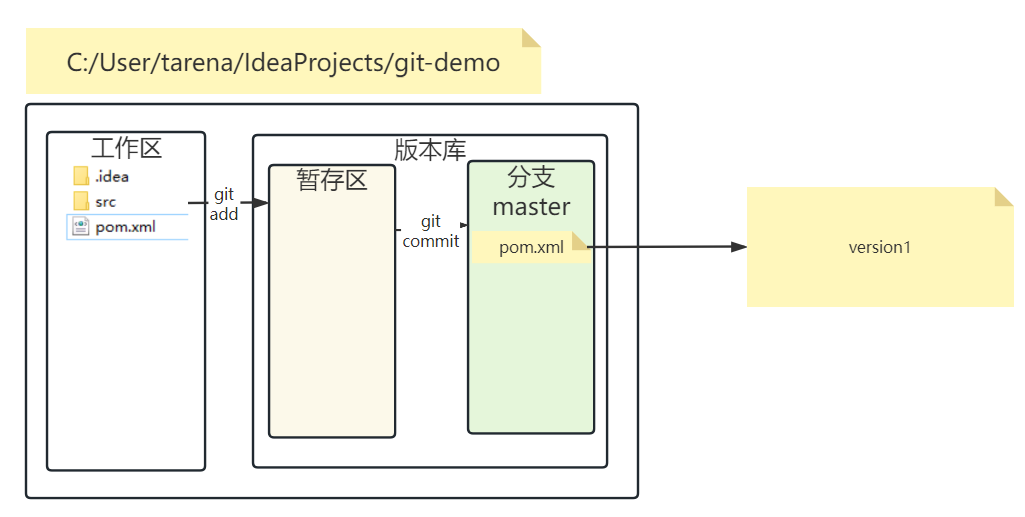 C:/User/tarena/IdeaProjects/git-demo
工作区
.idea
src
pom.xml
git
add
版本库
暂存区
git
commit
分支
master
pom.xml
version1